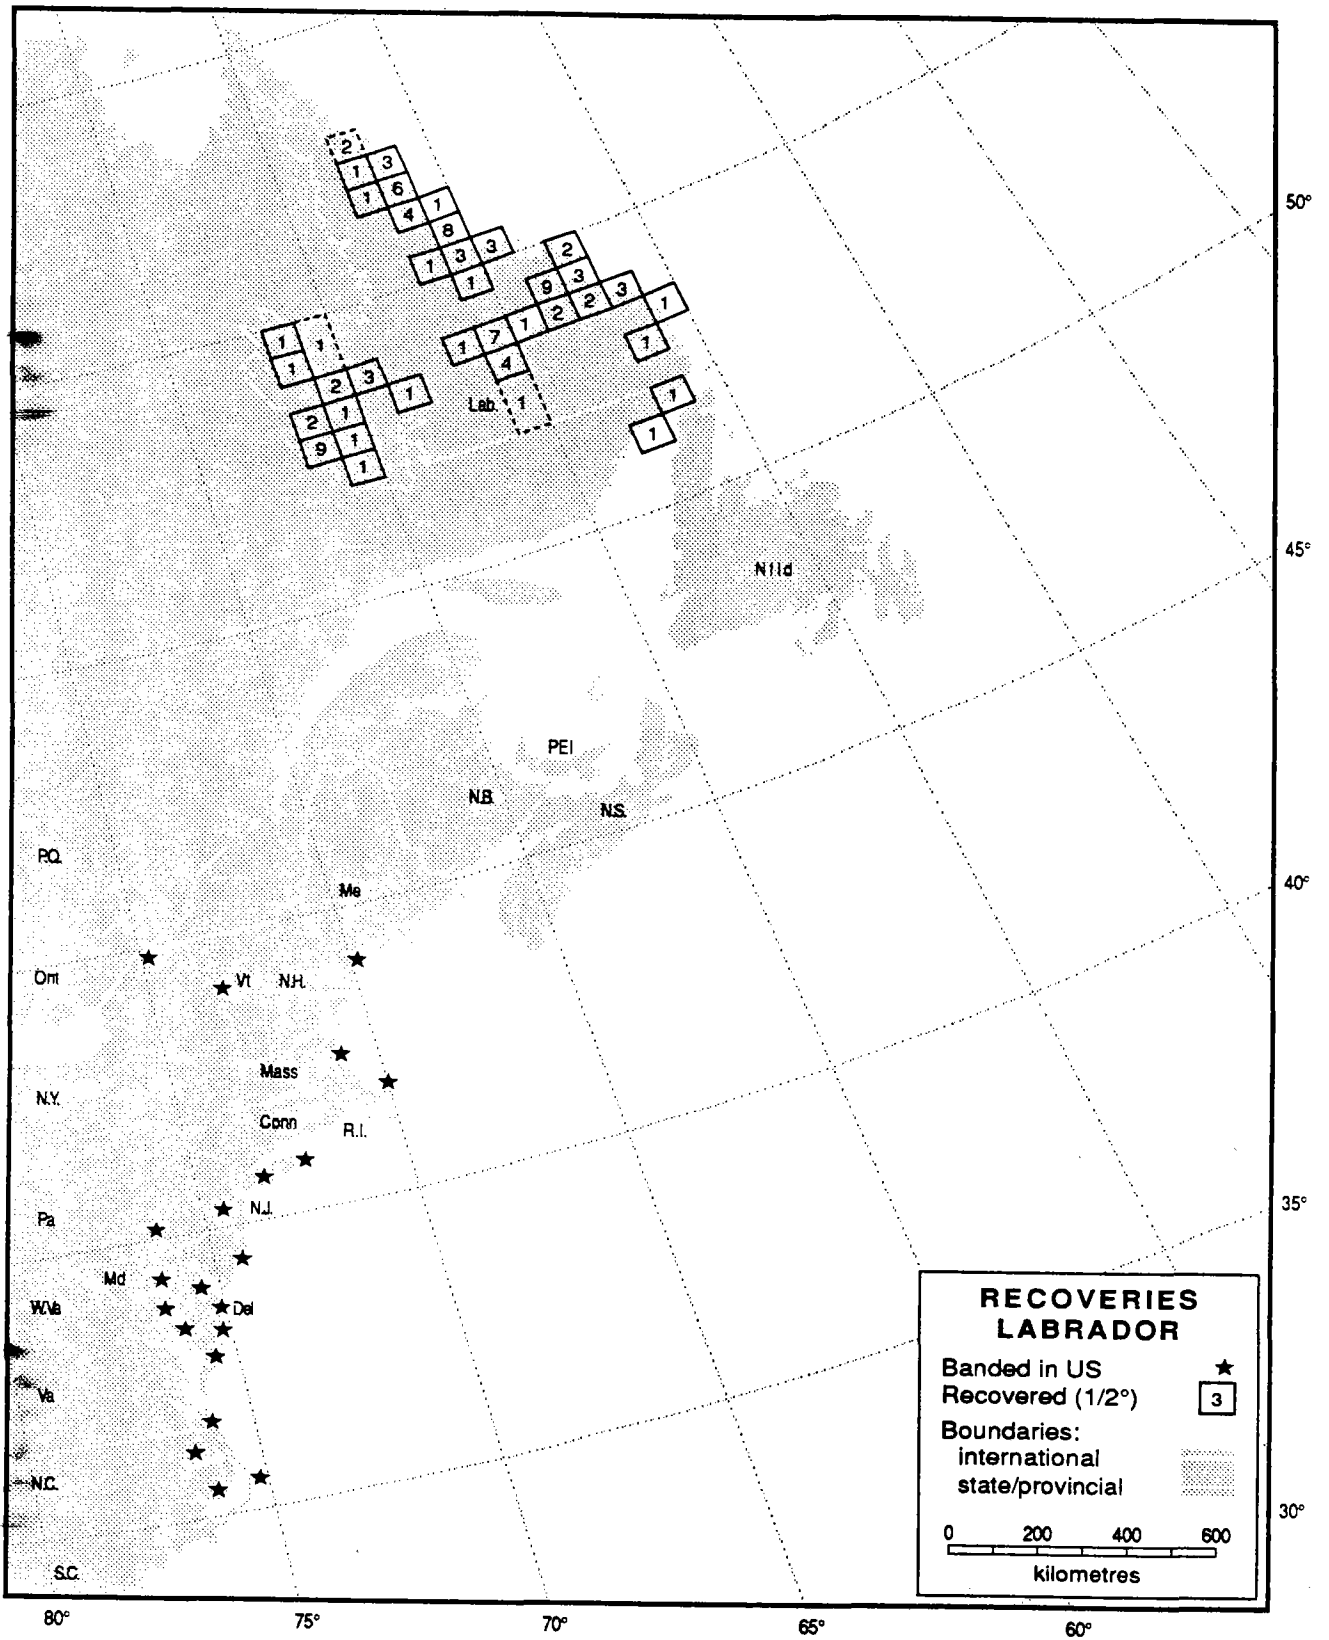 2
1 3
1 6
4 1
8
1 3 3
1
2
9 3
1 7 1 2 2 3
4
1
1
1
1
1
1 1
1
2 3 1
2 1
9 1
1
Lab.
Nfld
PEI
N.B.
N.S.
P.Q.
Me
Ont
Vt N.H.
Mass
N.Y.
Conn R.I.
Pa N.J.
Md
W.Va Del
Va
N.C.
S.C.
50°
45°
40°
35°
30°
80° 75° 70° 65° 60°
RECOVERIES
LABRADOR
Banded in US
Recovered (1/2°) 3
Boundaries:
international
state/provincial
0 200 400 600
kilometres